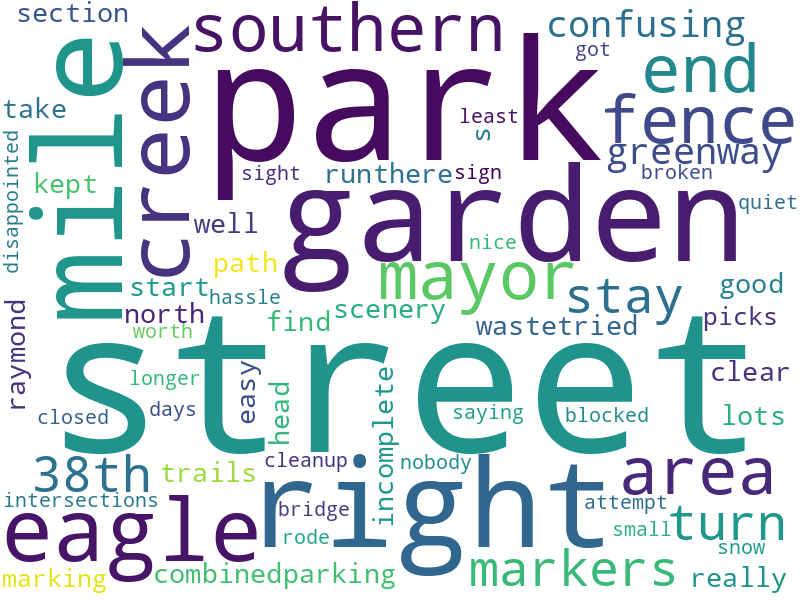 section
southern
confusing
got
park
end
creek
mile
take
least
s
fence
greenway
disappointed
kept
sight
runthere
sign
broken
well
garden
quiet
nice
path
mayor
start
hassle
stay
good
raymond
north
scenery
find
wastetried
picks
worth
street
longer
easy
head
incomplete
clear
closed
days
saying
blocked
lots
38th
trails
cleanup
nobody
area
right
intersections
eagle
bridge
attempt
rode
small
turn
snow
marking
combinedparking
markers
really